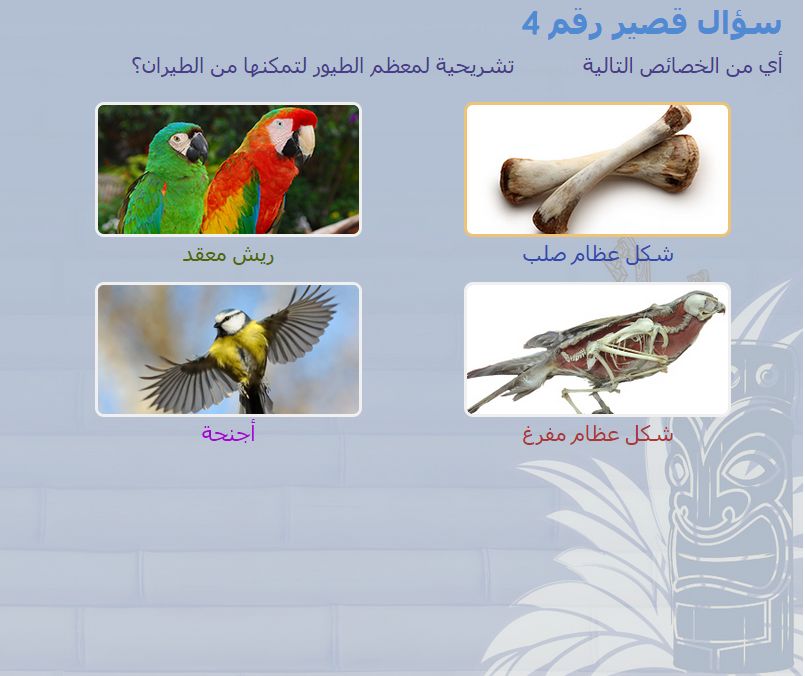 سؤال قصير رقم 4
أي من الخصائص التالية تشريحية لمعظم الطيور لتمكنها من الطيران؟
شكل عظام صلب
ريش معقد
شكل عظام مفرغ
أجنحة